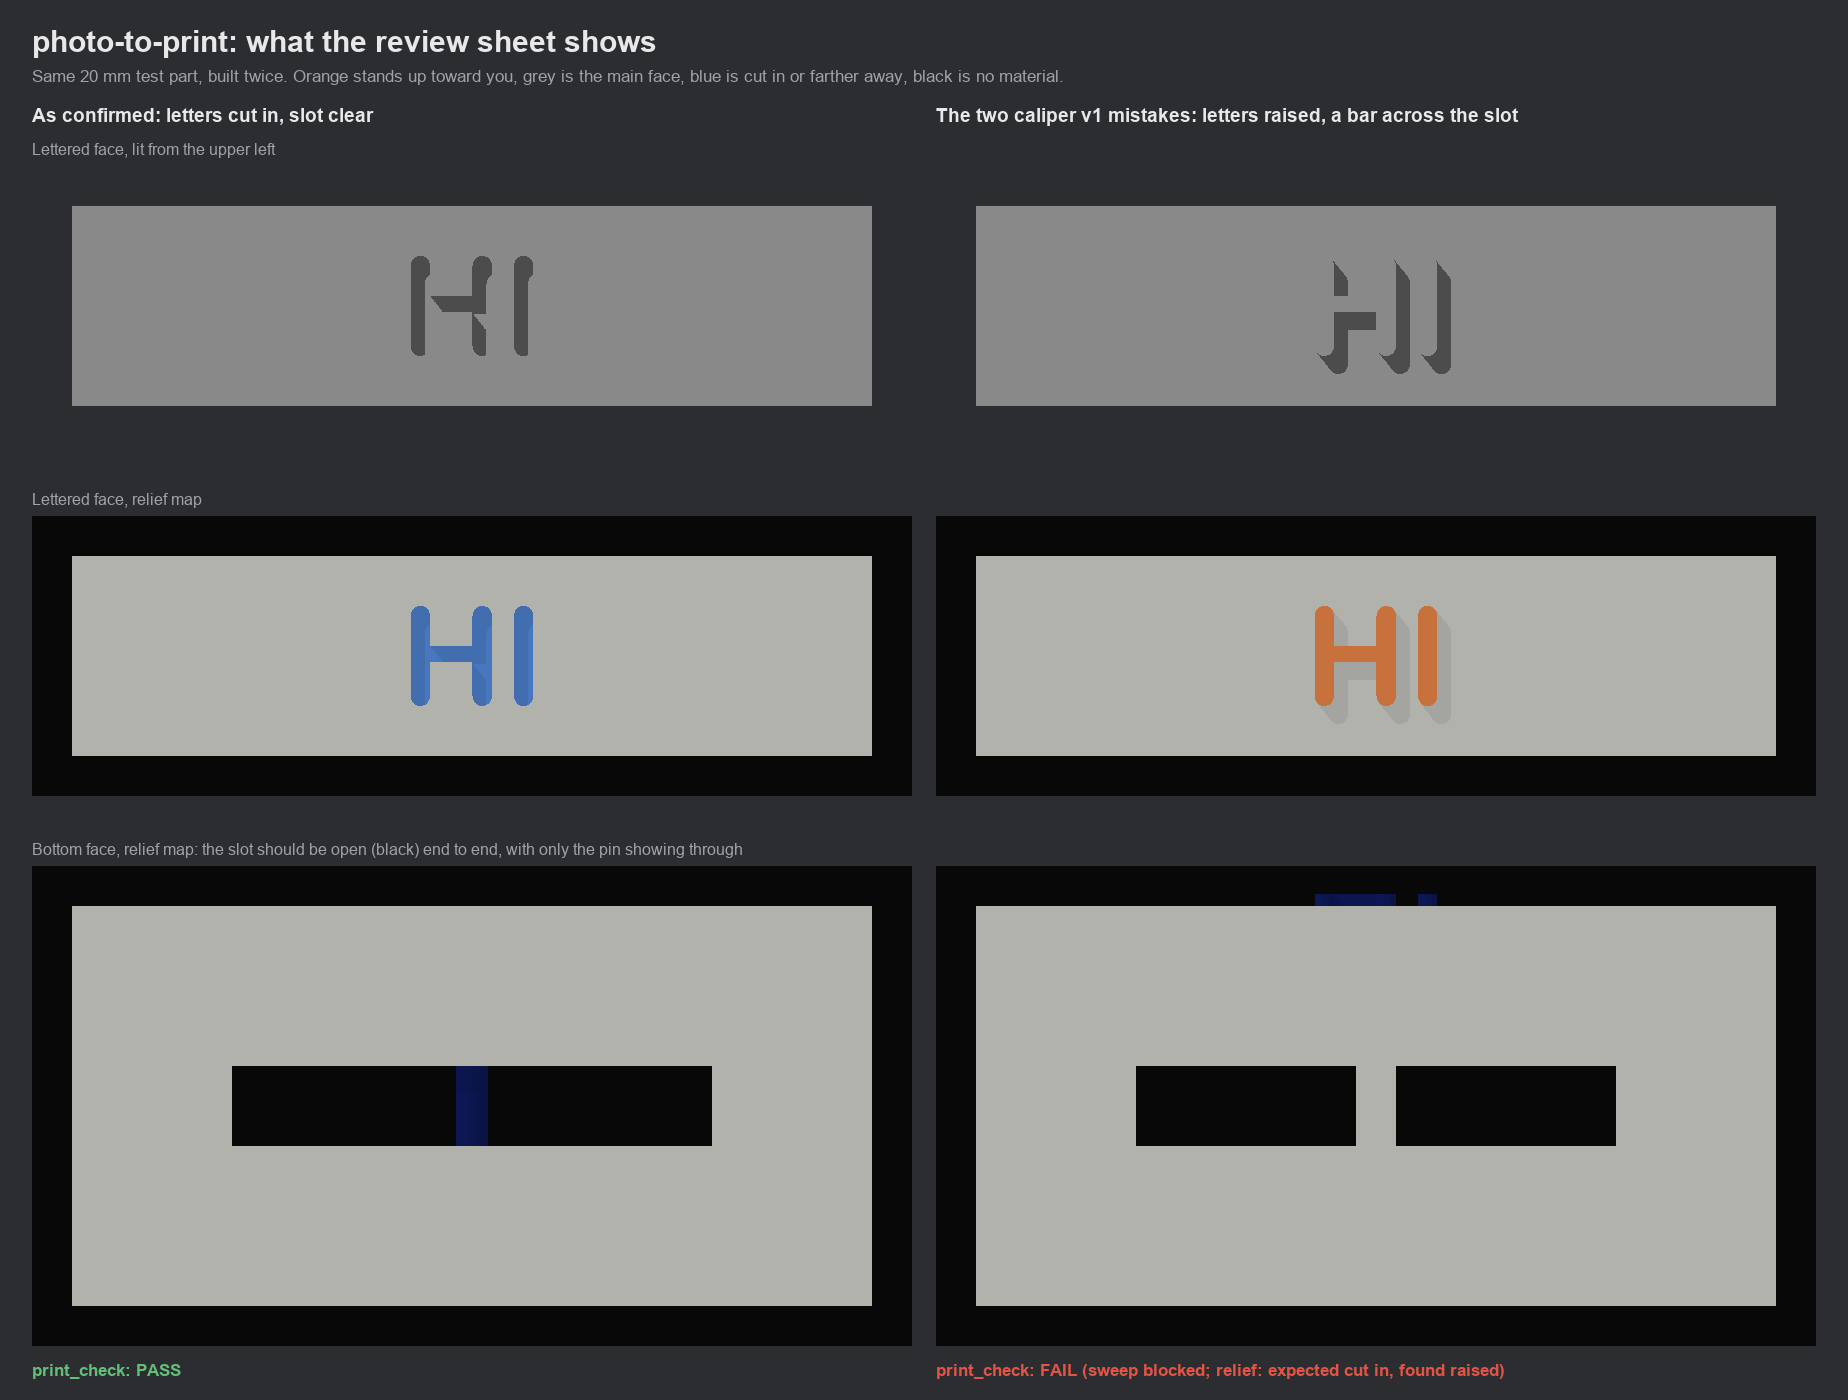 photo-to-print: what the review sheet shows
Same 20 mm test part, built twice. Orange stands up toward you, grey is the main face, blue is cut in or farther away, black is no material.
As confirmed: letters cut in, slot clear
The two caliper v1 mistakes: letters raised, a bar across the slot
Lettered face, lit from the upper left
HI
HI
Lettered face, relief map
HI
HI
Bottom face, relief map: the slot should be open (black) end to end, with only the pin showing through
print_check: PASS
print_check: FAIL (sweep blocked; relief: expected cut in, found raised)